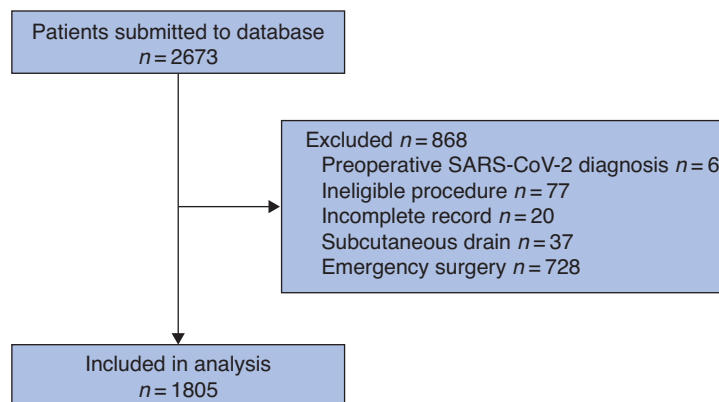 Patients submitted to database
n = 2673
Excluded n = 868
Preoperative SARS-CoV-2 diagnosis n = 6
Ineligible procedure n = 77
Incomplete record n = 20
Subcutaneous drain n = 37
Emergency surgery n = 728
Included in analysis
n = 1805